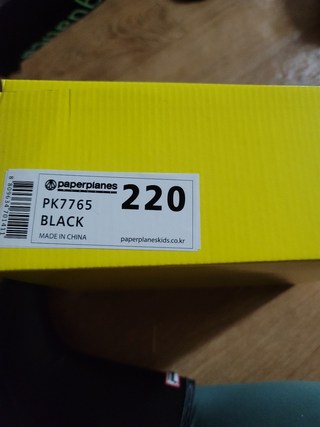 paperplanes
PK7765
220
BLACK
MADE IN CHINA
paperplaneskids.co.kr